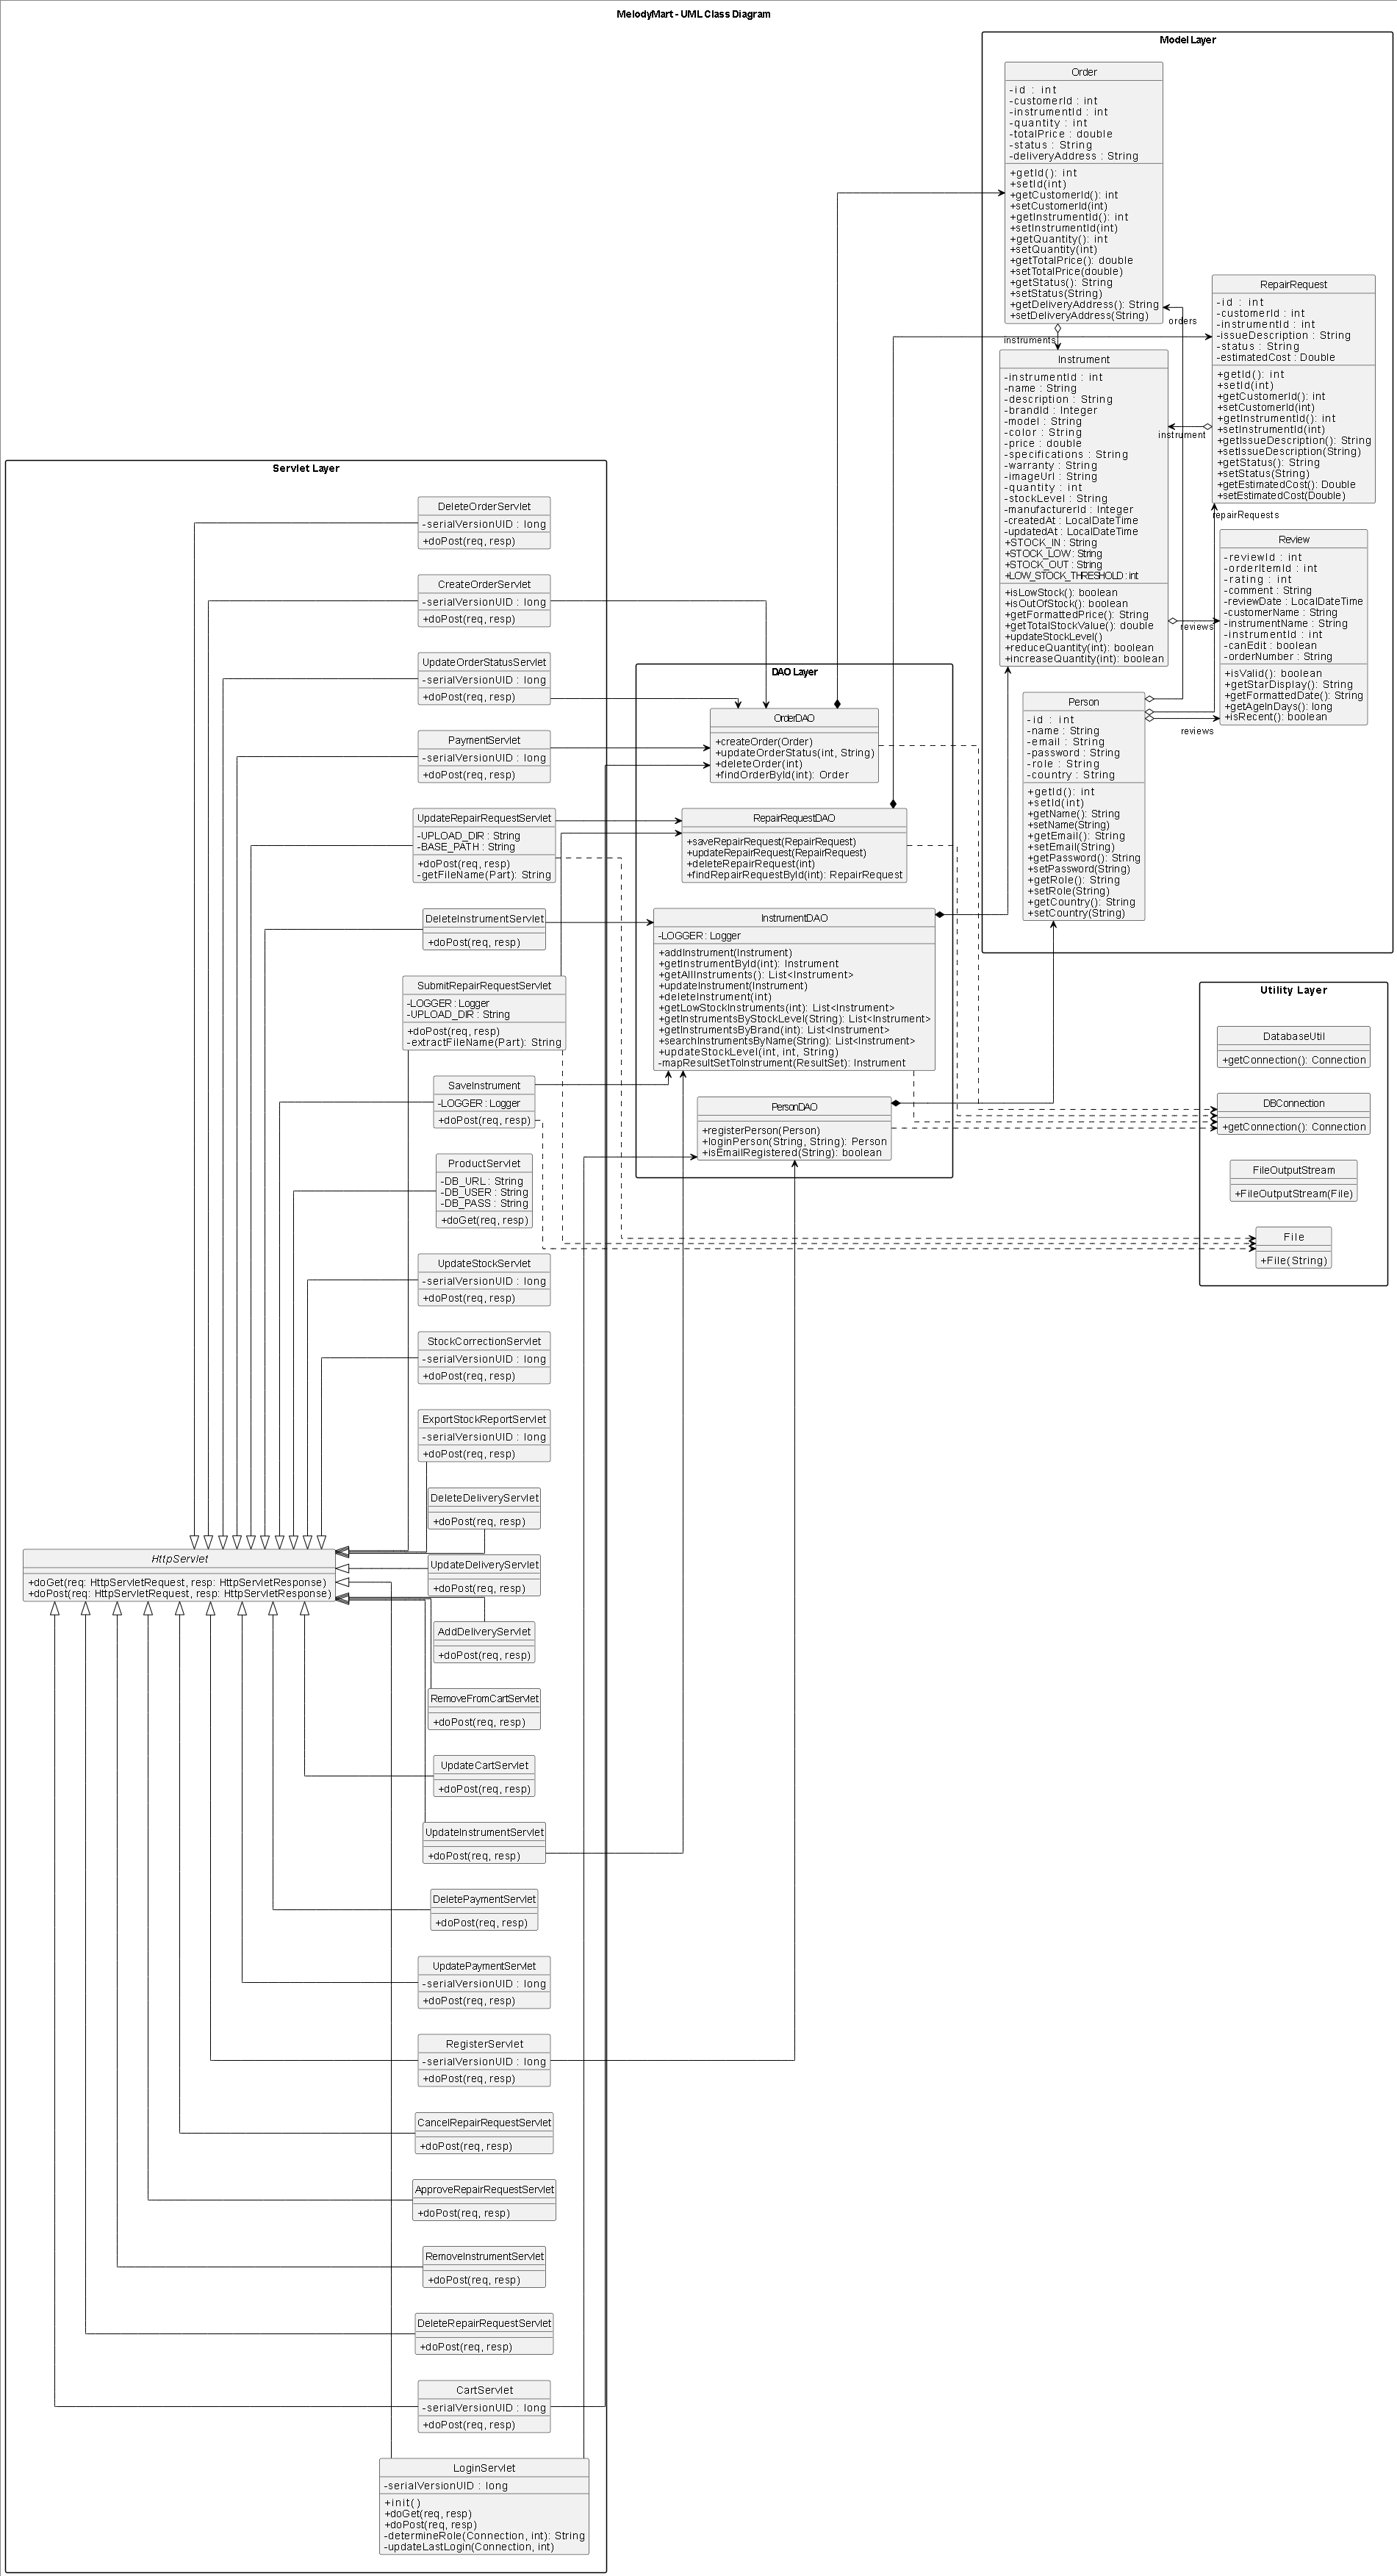 MelodyMart - UML Class Diagram
Model Layer
Order
-id : int
-customerId : int
-instrumentId : int
-quantity : int
-totalPrice : double
-status : String
-deliveryAddress : String
+getId(): int
+setId(int)
+getCustomerId(): int
+setCustomerId(int)
+getInstrumentId(): int
+setInstrumentId(int)
+getQuantity(): int
+setQuantity(int)
+getTotalPrice(): double
+setTotalPrice(double)
+getStatus(): String
+setStatus(String)
+getDeliveryAddress(): String
+setDeliveryAddress(String)
orders
instruments
RepairRequest
-id : int
-customerId : int
-instrumentId : int
-issueDescription : String
-status : String
-estimatedCost : Double
+getId(): int
+setId(int)
+getCustomerId(): int
+setCustomerId(int)
+getInstrumentId(): int
+setInstrumentId(int)
+getIssueDescription(): String
+setIssueDescription(String)
+getStatus(): String
+setStatus(String)
+getEstimatedCost(): Double
+setEstimatedCost(Double)
instrument
repairRequests
Instrument
-instrumentId : int
-name : String
-description : String
-brandId : Integer
-model : String
-color : String
-price : double
-specifications : String
-warranty : String
-imageUrl : String
-quantity : int
-stockLevel : String
-manufacturerId : Integer
-createdAt : LocalDateTime
-updatedAt : LocalDateTime
+STOCK_IN : String
+STOCK_LOW : String
+STOCK_OUT : String
+LOW_STOCK_THRESHOLD : int
+isLowStock(): boolean
+isOutOfStock(): boolean
+getFormattedPrice(): String
+getTotalStockValue(): double
+updateStockLevel()
+reduceQuantity(int): boolean
+increaseQuantity(int): boolean
reviews
Review
-reviewId : int
-orderItemId : int
-rating : int
-comment : String
-reviewDate : LocalDateTime
-customerName : String
-instrumentName : String
-instrumentId : int
-canEdit : boolean
-orderNumber : String
+isValid(): boolean
+getStarDisplay(): String
+getFormattedDate(): String
+getAgeInDays(): long
+isRecent(): boolean
reviews
Person
-id : int
-name : String
-email : String
-password : String
-role : String
-country : String
+getId(): int
+setId(int)
+getName(): String
+setName(String)
+getEmail(): String
+setEmail(String)
+getPassword(): String
+setPassword(String)
+getRole(): String
+setRole(String)
+getCountry(): String
+setCountry(String)
Servlet Layer
DeleteOrderServlet
-serialVersionUID : long
+doPost(req, resp)
CreateOrderServlet
-serialVersionUID : long
+doPost(req, resp)
UpdateOrderStatusServlet
-serialVersionUID : long
+doPost(req, resp)
PaymentServlet
-serialVersionUID : long
+doPost(req, resp)
UpdateRepairRequestServlet
-UPLOAD_DIR : String
-BASE_PATH : String
+doPost(req, resp)
-getFileName(Part): String
DeleteInstrumentServlet
+doPost(req, resp)
SubmitRepairRequestServlet
-LOGGER : Logger
-UPLOAD_DIR : String
+doPost(req, resp)
-extractFileName(Part): String
SaveInstrument
-LOGGER : Logger
+doPost(req, resp)
ProductServlet
-DB_URL : String
-DB_USER : String
-DB_PASS : String
+doGet(req, resp)
UpdateStockServlet
-serialVersionUID : long
+doPost(req, resp)
StockCorrectionServlet
-serialVersionUID : long
+doPost(req, resp)
ExportStockReportServlet
-serialVersionUID : long
+doPost(req, resp)
DeleteDeliveryServlet
+doPost(req, resp)
HttpServlet
+doGet(req: HttpServletRequest, resp: HttpServletResponse)
+doPost(req: HttpServletRequest, resp: HttpServletResponse)
UpdateDeliveryServlet
+doPost(req, resp)
AddDeliveryServlet
+doPost(req, resp)
RemoveFromCartServlet
+doPost(req, resp)
UpdateCartServlet
+doPost(req, resp)
UpdateInstrumentServlet
+doPost(req, resp)
DeletePaymentServlet
+doPost(req, resp)
UpdatePaymentServlet
-serialVersionUID : long
+doPost(req, resp)
RegisterServlet
-serialVersionUID : long
+doPost(req, resp)
CancelRepairRequestServlet
+doPost(req, resp)
ApproveRepairRequestServlet
+doPost(req, resp)
RemoveInstrumentServlet
+doPost(req, resp)
DeleteRepairRequestServlet
+doPost(req, resp)
CartServlet
-serialVersionUID : long
+doPost(req, resp)
LoginServlet
-serialVersionUID : long
+init()
+doGet(req, resp)
+doPost(req, resp)
-determineRole(Connection, int): String
-updateLastLogin(Connection, int)
DAO Layer
OrderDAO
+createOrder(Order)
+updateOrderStatus(int, String)
+deleteOrder(int)
+findOrderById(int): Order
RepairRequestDAO
+saveRepairRequest(RepairRequest)
+updateRepairRequest(RepairRequest)
+deleteRepairRequest(int)
+findRepairRequestById(int): RepairRequest
InstrumentDAO
-LOGGER : Logger
+addInstrument(Instrument)
+getInstrumentById(int): Instrument
+getAllInstruments(): List<Instrument>
+updateInstrument(Instrument)
+deleteInstrument(int)
+getLowStockInstruments(int): List<Instrument>
+getInstrumentsByStockLevel(String): List<Instrument>
+getInstrumentsByBrand(int): List<Instrument>
+searchInstrumentsByName(String): List<Instrument>
+updateStockLevel(int, int, String)
-mapResultSetToInstrument(ResultSet): Instrument
PersonDAO
+registerPerson(Person)
+loginPerson(String, String): Person
+isEmailRegistered(String): boolean
Utility Layer
DatabaseUtil
+getConnection(): Connection
DBConnection
+getConnection(): Connection
FileOutputStream
+FileOutputStream(File)
File
+File(String)